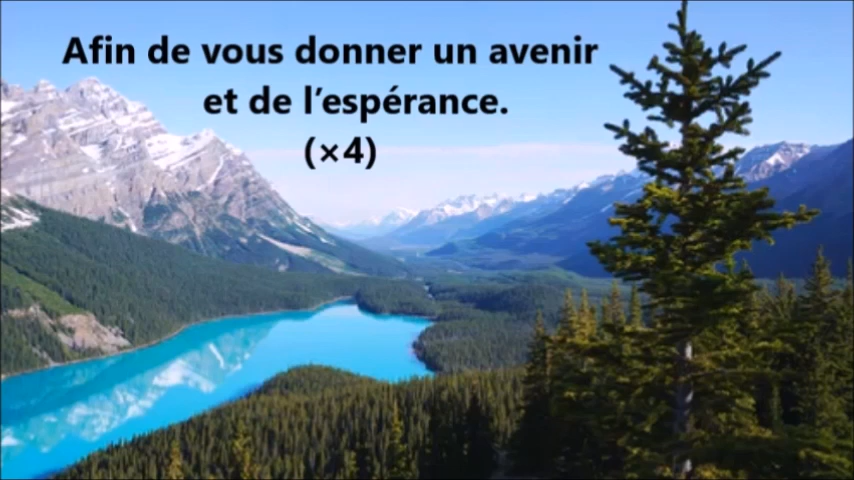 Afin de vous donner un avenir
et de l’espérance.
(×4)